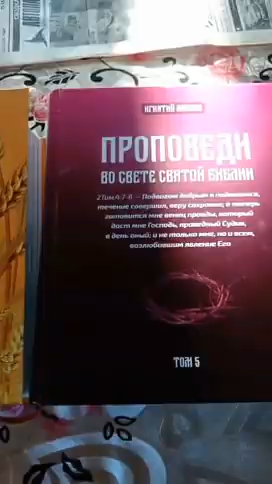 ИГНАТИЙ
ПРОПОВЕДИ
ВО СВЕТЕ СВЯТОЙ БИБЛИИ
2Тим.4:7-8 — Подвигом добрым я подвизался,
течение совершил, веру сохранил; а теперь
готовится мне венец правды, который
даст мне Господь, праведный Судия,
в день оный; и не только мне, но и всем,
возлюбившим явление Его
ТОМ 5